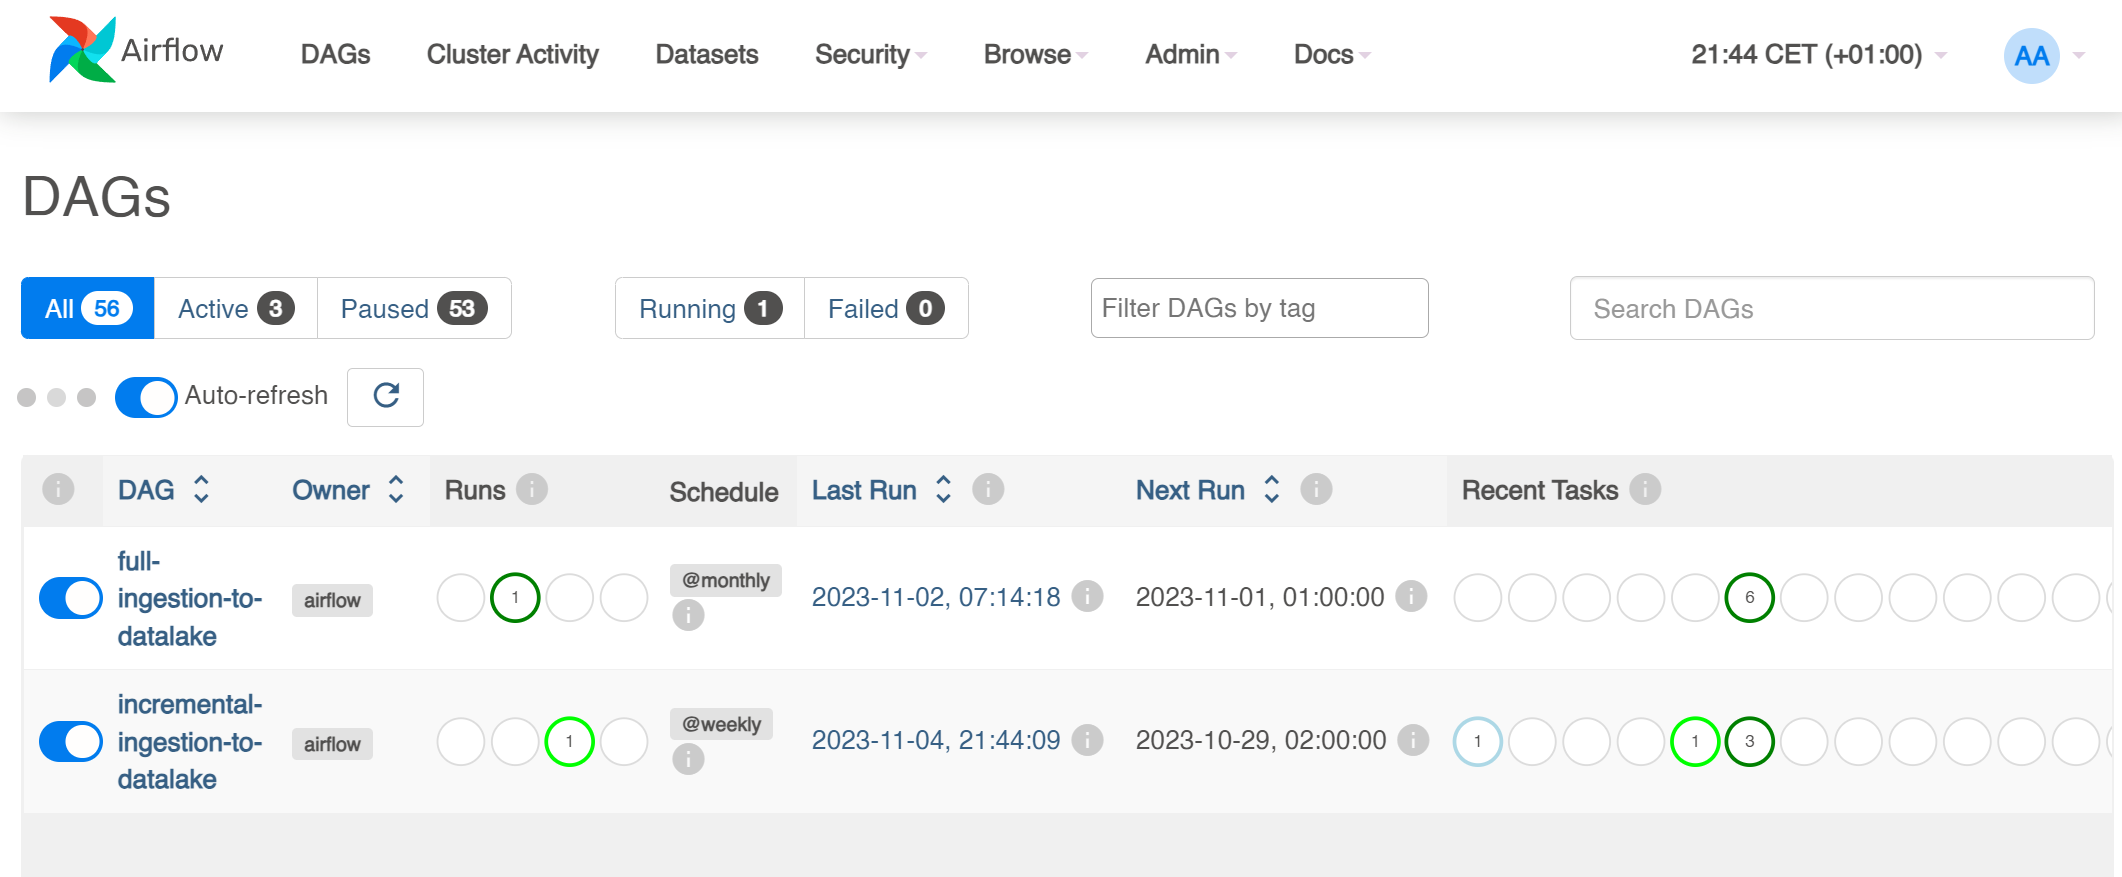 Airflow DAGs Cluster Activity Datasets Security Browse Admin Docs 21:44 CET (+01:00) AA
DAGs
All 56 Active 3 Paused 53 Running 1 Failed 0 Filter DAGs by tag Search DAGs
Auto-refresh
i DAG Owner Runs i Schedule Last Run i Next Run i Recent Tasks i
full-
ingestion-to-
datalake
airflow
1
@monthly
i
2023-11-02, 07:14:18 i
2023-11-01, 01:00:00 i
6
incremental-
ingestion-to-
datalake
airflow
1
@weekly
i
2023-11-04, 21:44:09 i
2023-10-29, 02:00:00 i
1 1 3